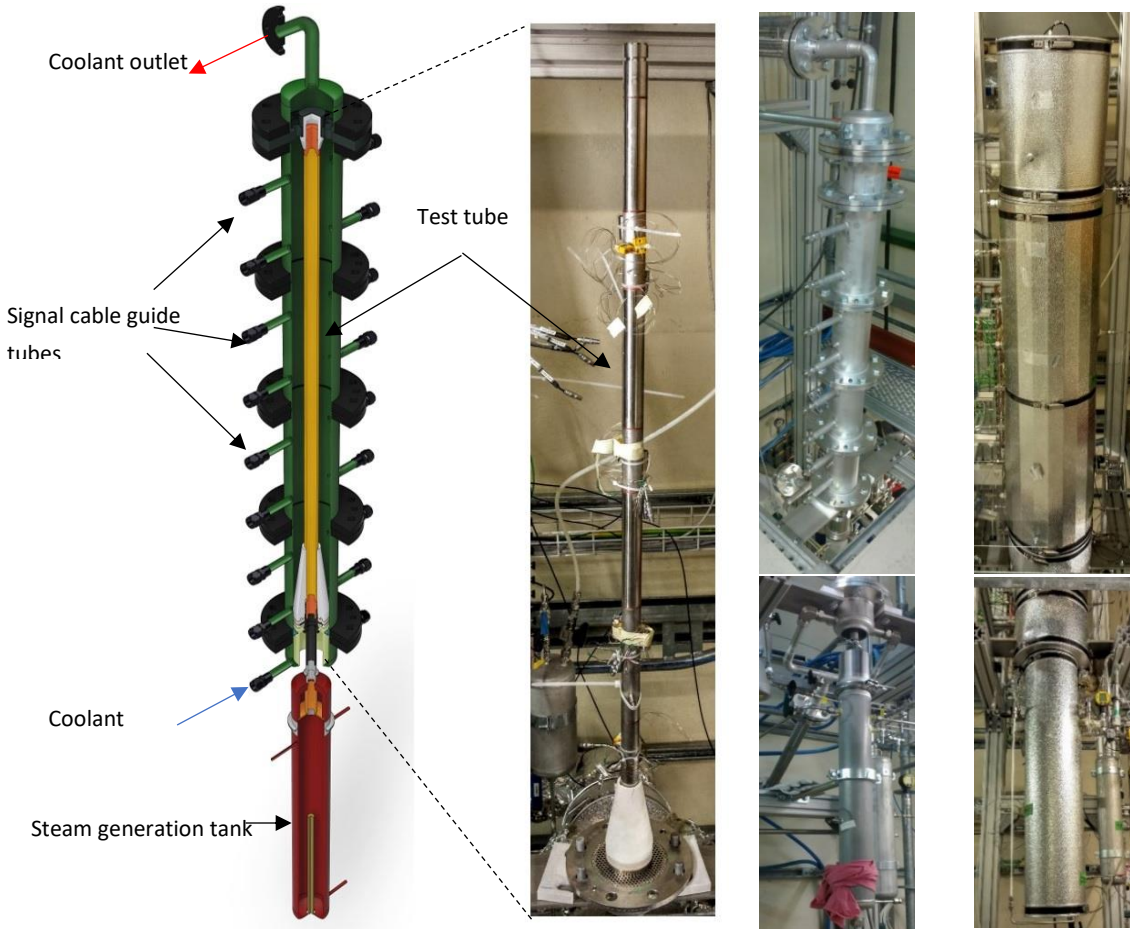 Coolant outlet
Test tube
Signal cable guide
tubes
Coolant
Steam generation tank